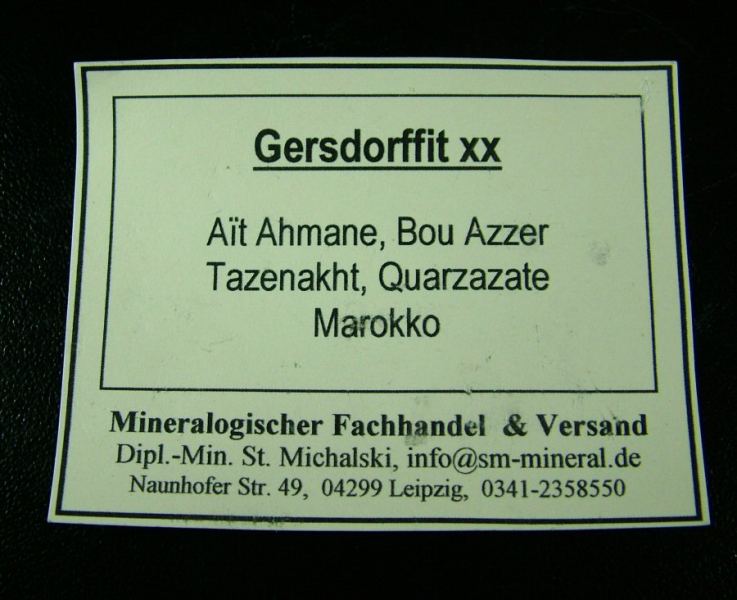 Gersdorffit xx
Aït Ahmane, Bou Azzer
Tazenakht, Quarzazate
Marokko
Mineralogischer Fachhandel & Versand
Dipl.-Min. St. Michalski, info@sm-mineral.de
Naunhofer Str. 49, 04299 Leipzig, 0341-2358550